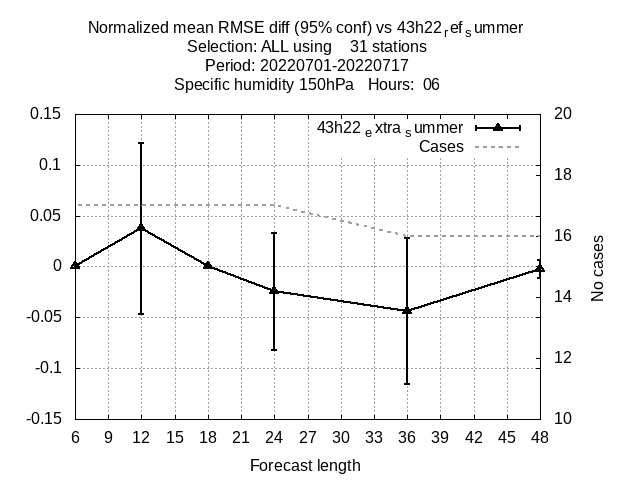 Normalized mean RMSE diff (95% conf) vs 43h22refsummer
Selection: ALL using 31 stations
Period: 20220701-20220717
Specific humidity 150hPa Hours: 06
43h22extrasummer
Cases
0.15
0.1
0.05
0
-0.05
-0.1
-0.15
20
18
16
14
12
10
No cases
6 9 12 15 18 21 24 27 30 33 36 39 42 45 48
Forecast length